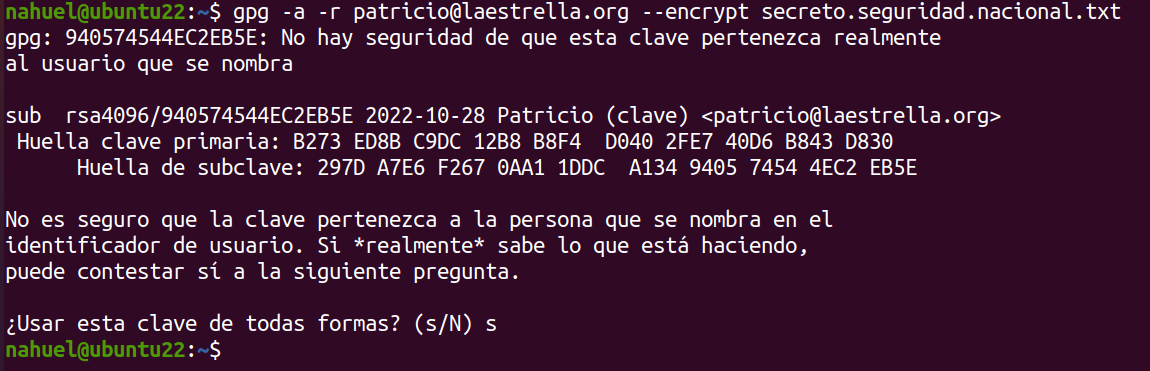 nahuel@ubuntu22:~$ gpg -a -r patricio@laestrella.org --encrypt secreto.seguridad.nacional.txt
gpg: 940574544EC2EB5E: No hay seguridad de que esta clave pertenezca realmente
al usuario que se nombra
sub  rsa4096/940574544EC2EB5E 2022-10-28 Patricio (clave) <patricio@laestrella.org>
Huella clave primaria: B273 ED8B C9DC 12B8 B8F4  D040 2FE7 40D6 B843 D830
Huella de subclave: 297D A7E6 F267 0AA1 1DDC  A134 9405 7454 4EC2 EB5E
No es seguro que la clave pertenezca a la persona que se nombra en el
identificador de usuario. Si *realmente* sabe lo que está haciendo,
puede contestar sí a la siguiente pregunta.
¿Usar esta clave de todas formas? (s/N) s
nahuel@ubuntu22:~$